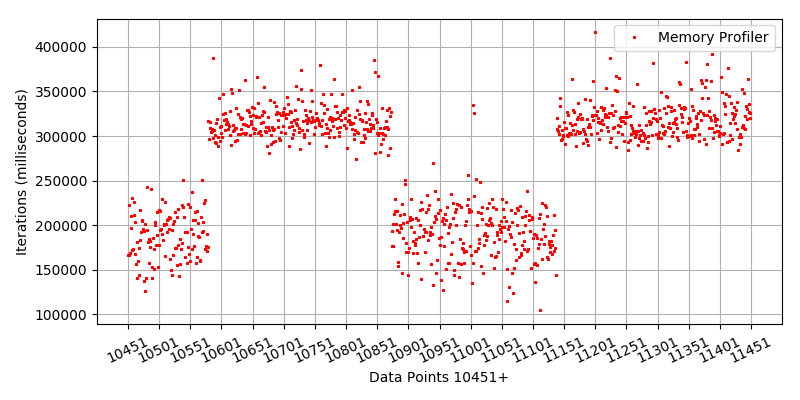 Memory Profiler
Iterations (milliseconds)
400000
350000
300000
250000
200000
150000
100000
10451 10501 10551 10601 10651 10701 10751 10801 10851 10901 10951 11001 11051 11101 11151 11201 11251 11301 11351 11401 11451
Data Points 10451+